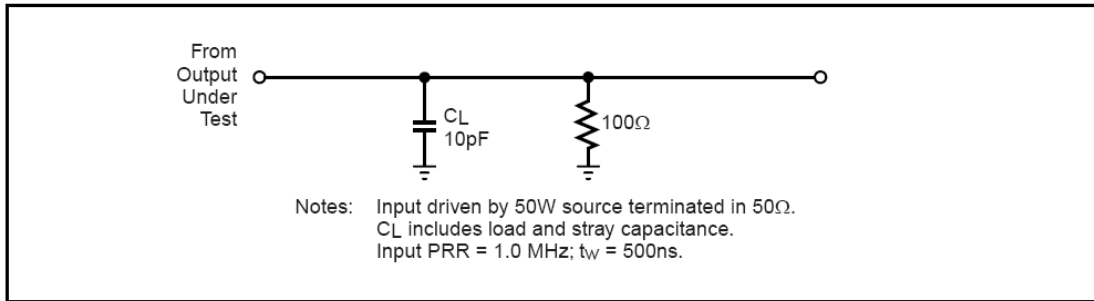 From
Output
Under
Test
CL
10pF
100Ω
Notes: Input driven by 50W source terminated in 50Ω.
CL includes load and stray capacitance.
Input PRR = 1.0 MHz; tw = 500ns.